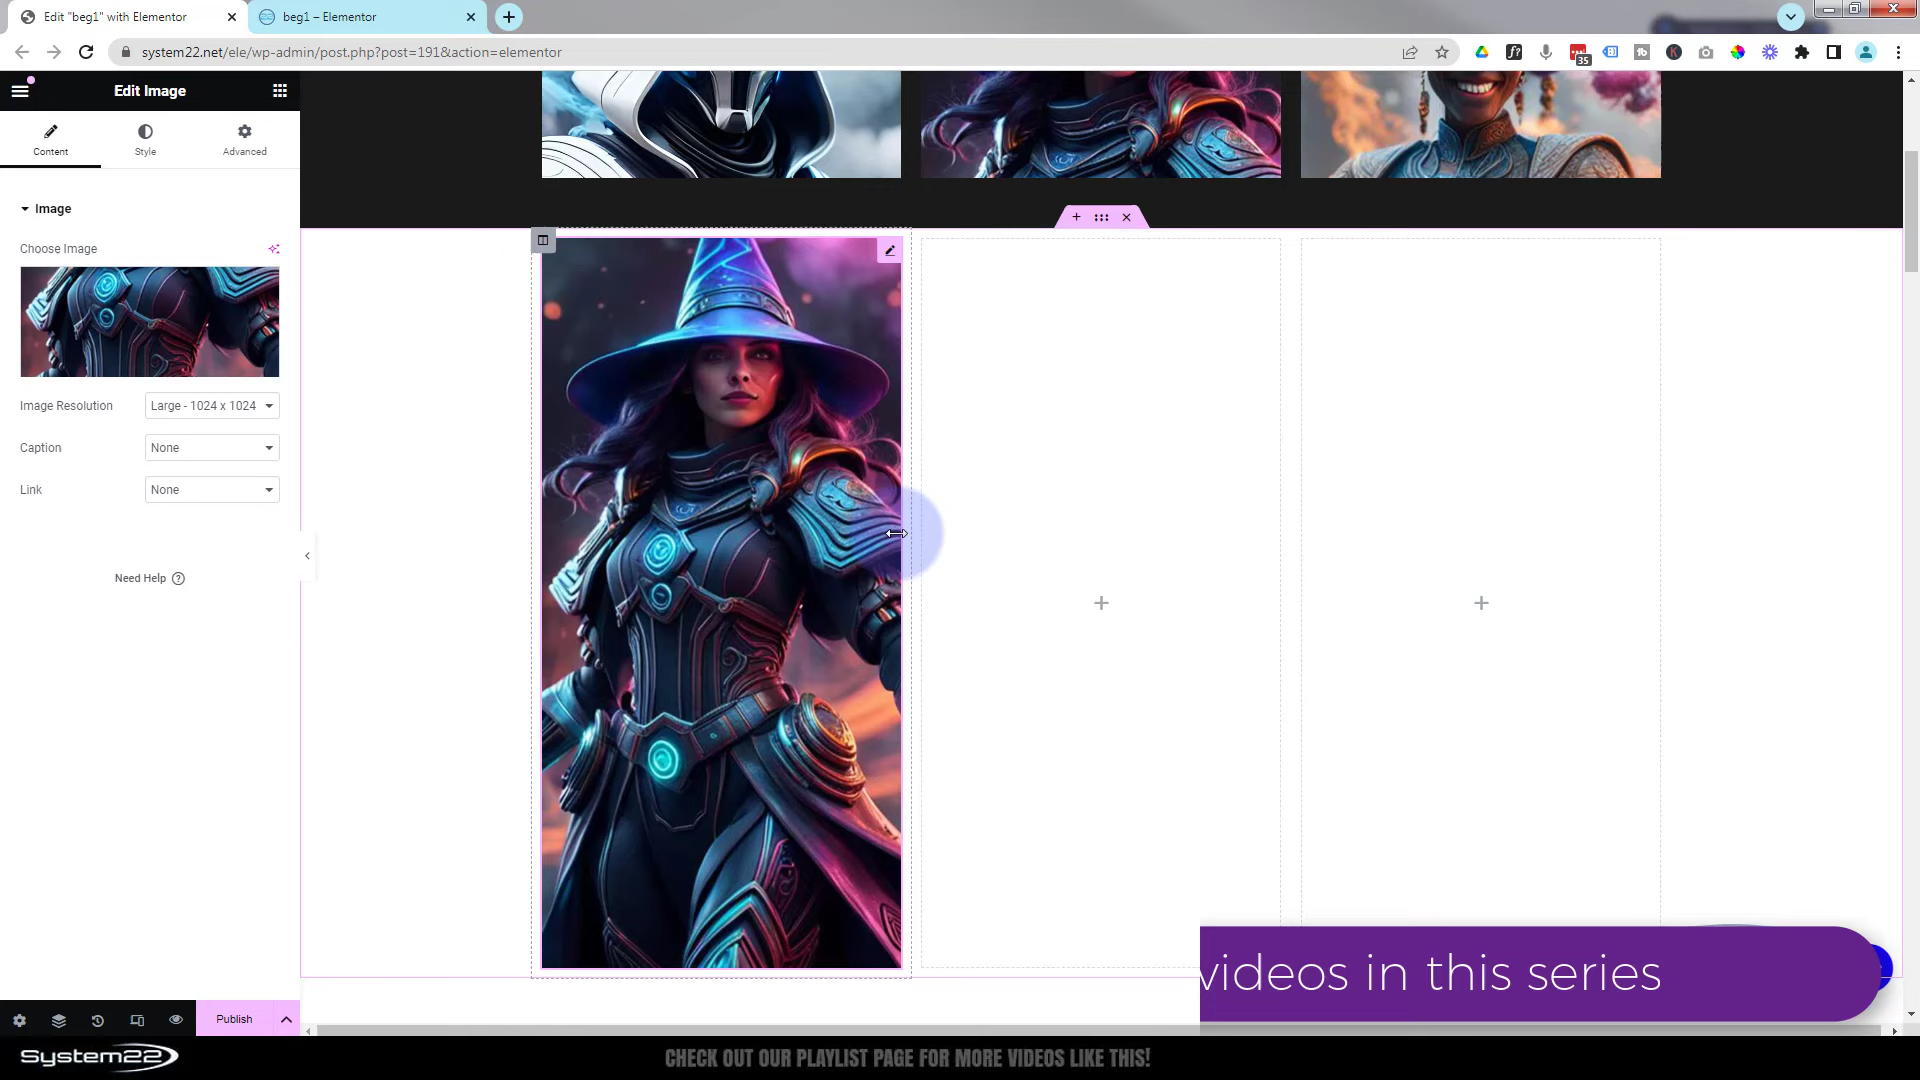 Edit "beg1" with Elementor
beg1 – Elementor
system22.net/ele/wp-admin/post.php?post=191&action=elementor
35
Edit Image
Content
Style
Advanced
Image
Choose Image
Image Resolution
Large - 1024 x 1024
Caption
None
Link
None
Need Help
Publish
videos in this series
System22
CHECK OUT OUR PLAYLIST PAGE FOR MORE VIDEOS LIKE THIS!